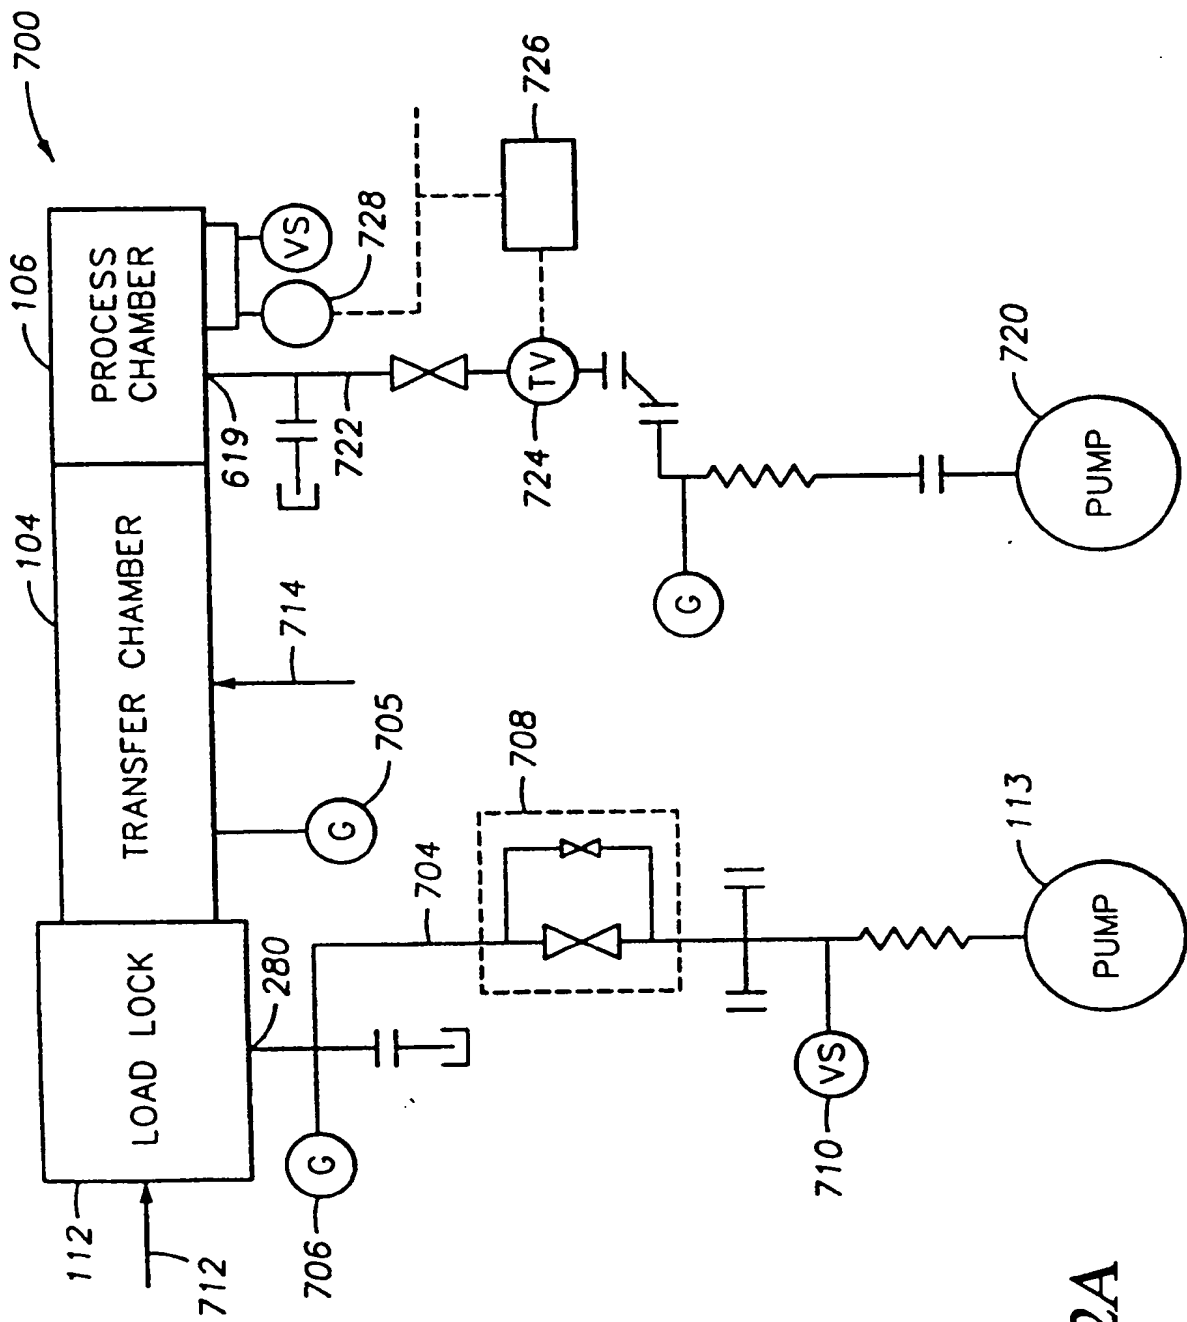 700
106
PROCESS
CHAMBER
VS
728
726
619
722
TV
724
720
PUMP
G
104
TRANSFER CHAMBER
714
G
705
708
704
113
PUMP
LOAD LOCK
280
112
712
G
706
VS
710
2A